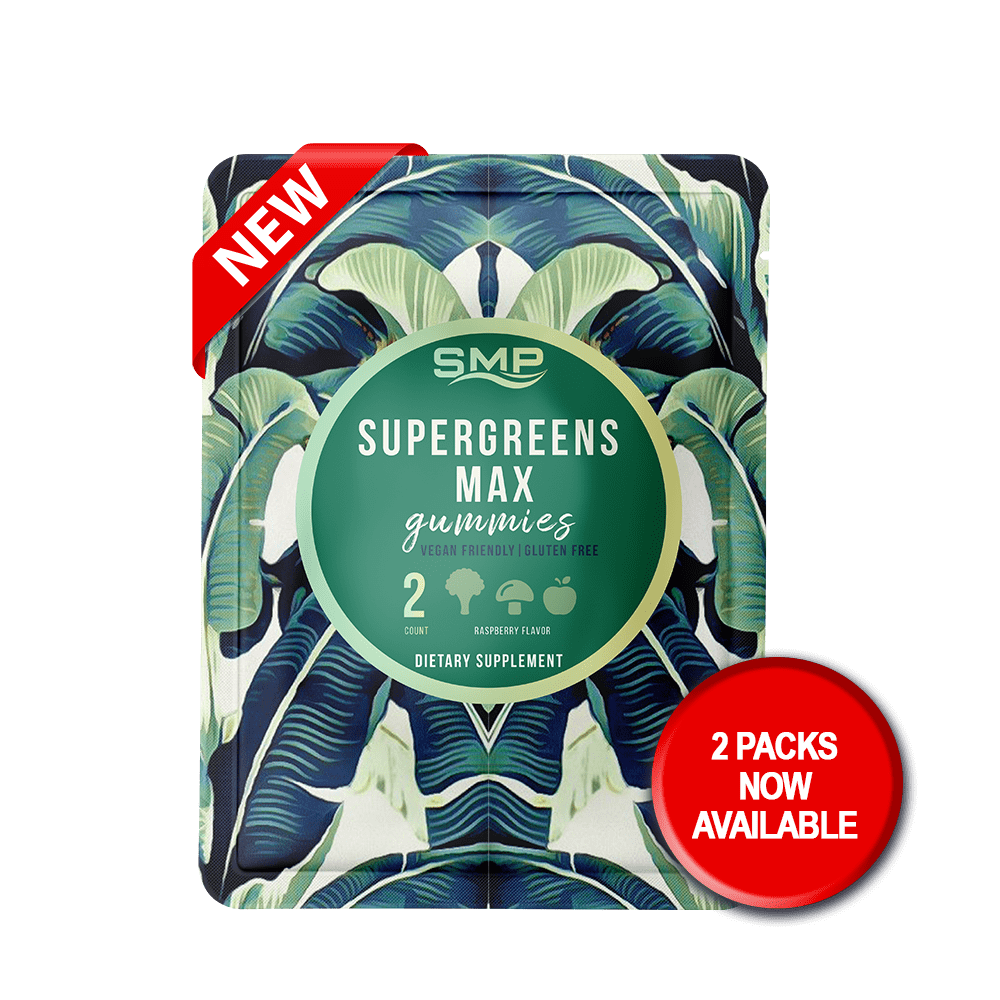 NEW
SMP
SUPERGREENS
MAX
gummies
VEGAN FRIENDLY | GLUTEN FREE
2
COUNT
RASPBERRY FLAVOR
DIETARY SUPPLEMENT
2 PACKS
NOW
AVAILABLE